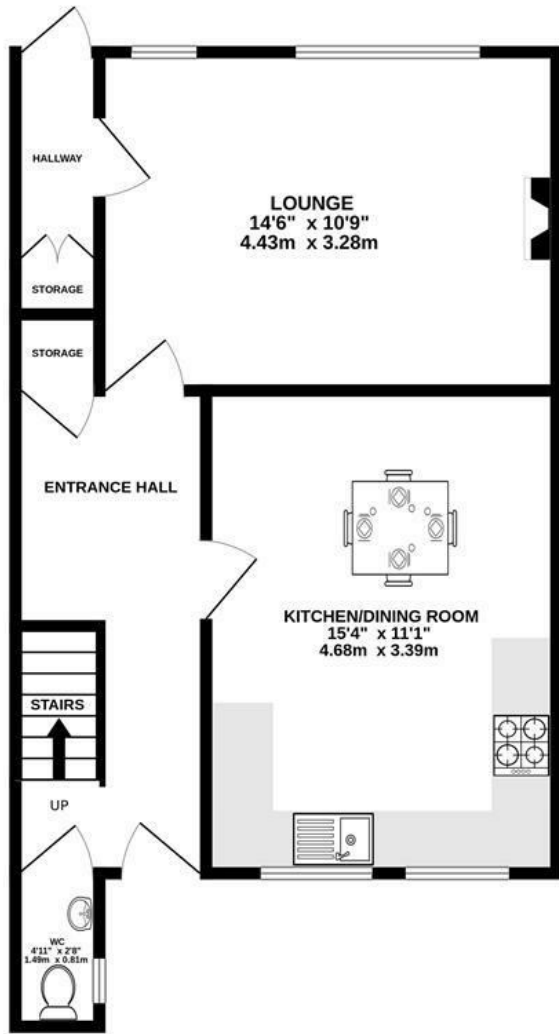 HALLWAY
LOUNGE
14'6" x 10'9"
4.43m x 3.28m
STORAGE
STORAGE
ENTRANCE HALL
KITCHEN/DINING ROOM
15'4" x 11'1"
4.68m x 3.39m
STAIRS
UP
WC
4'11" x 2'8"
1.49m x 0.81m